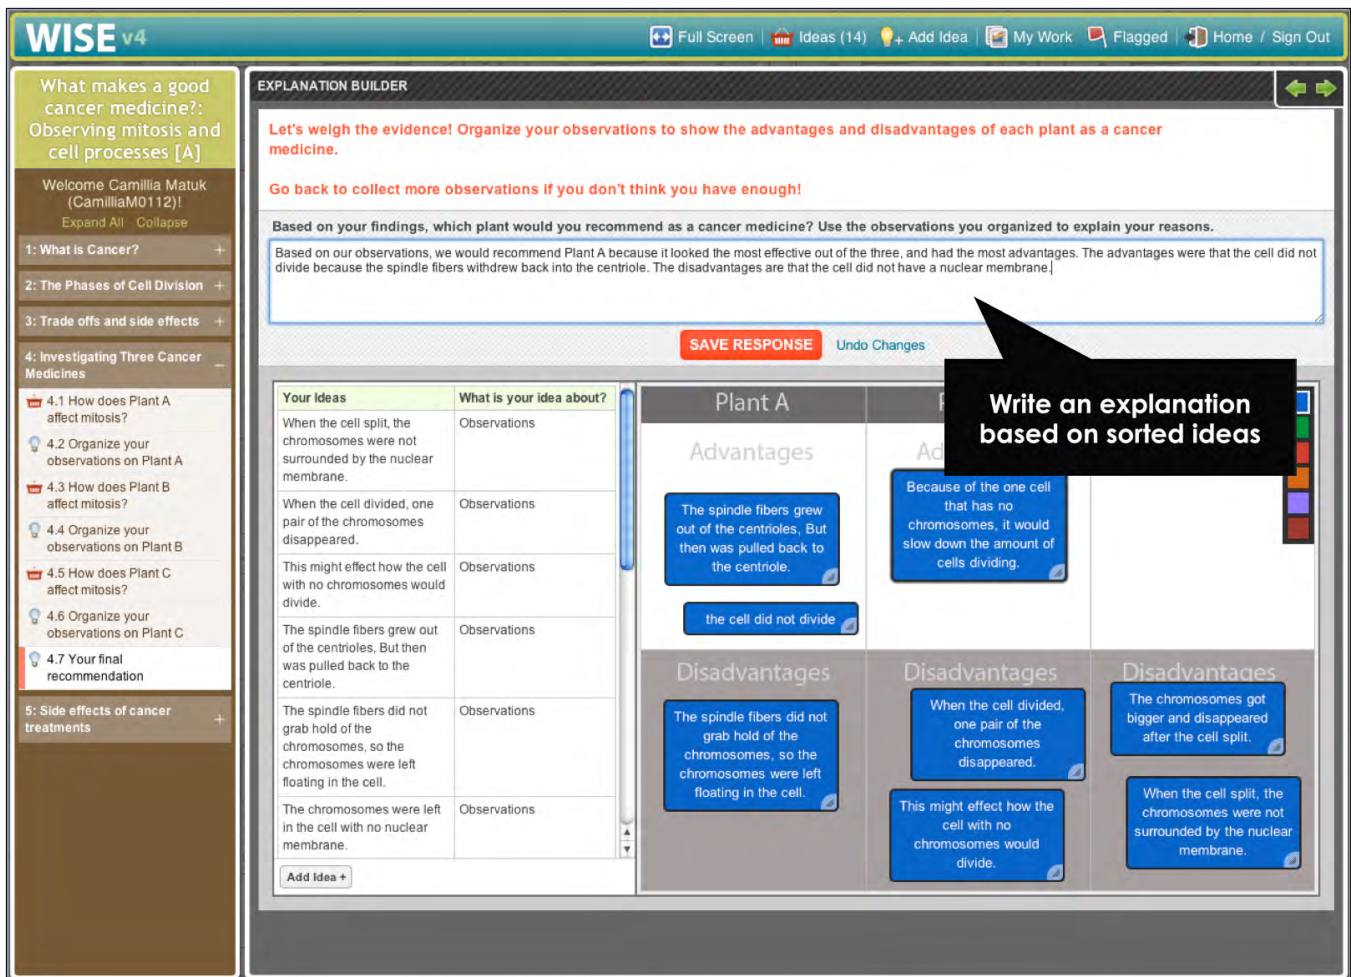 WISE v4
Full Screen
Ideas (14)
Add Idea
My Work
Flagged
Home / Sign Out
What makes a good
cancer medicine?:
Observing mitosis and
cell processes [A]
Welcome Camillia Matuk
(CamilliaM0112)!
Expand All Collapse
1: What is Cancer? +
2: The Phases of Cell Division +
3: Trade offs and side effects +
4: Investigating Three Cancer
Medicines –
4.1 How does Plant A
affect mitosis?
4.2 Organize your
observations on Plant A
4.3 How does Plant B
affect mitosis?
4.4 Organize your
observations on Plant B
4.5 How does Plant C
affect mitosis?
4.6 Organize your
observations on Plant C
4.7 Your final
recommendation
5: Side effects of cancer
treatments +
EXPLANATION BUILDER
Let's weigh the evidence! Organize your observations to show the advantages and disadvantages of each plant as a cancer
medicine.
Go back to collect more observations if you don't think you have enough!
Based on your findings, which plant would you recommend as a cancer medicine? Use the observations you organized to explain your reasons.
Based on our observations, we would recommend Plant A because it looked the most effective out of the three, and had the most advantages. The advantages were that the cell did not
divide because the spindle fibers withdrew back into the centriole. The disadvantages are that the cell did not have a nuclear membrane.
SAVE RESPONSE
Undo Changes
Write an explanation
based on sorted ideas
Your Ideas
What is your idea about?
When the cell split, the
chromosomes were not
surrounded by the nuclear
membrane.
Observations
When the cell divided, one
pair of the chromosomes
disappeared.
Observations
This might effect how the cell
with no chromosomes would
divide.
Observations
The spindle fibers grew out
of the centrioles, But then
was pulled back to the
centriole.
Observations
The spindle fibers did not
grab hold of the
chromosomes, so the
chromosomes were left
floating in the cell.
Observations
The chromosomes were left
in the cell with no nuclear
membrane.
Observations
Add Idea +
Plant A
Advantages
The spindle fibers grew
out of the centrioles, But
then was pulled back to
the centriole.
the cell did not divide
Disadvantages
The spindle fibers did not
grab hold of the
chromosomes, so the
chromosomes were left
floating in the cell.
Because of the one cell
that has no
chromosomes, it would
slow down the amount of
cells dividing.
Disadvantages
When the cell divided,
one pair of the
chromosomes
disappeared.
This might effect how the
cell with no
chromosomes would
divide.
Disadvantages
The chromosomes got
bigger and disappeared
after the cell split.
When the cell split, the
chromosomes were not
surrounded by the nuclear
membrane.